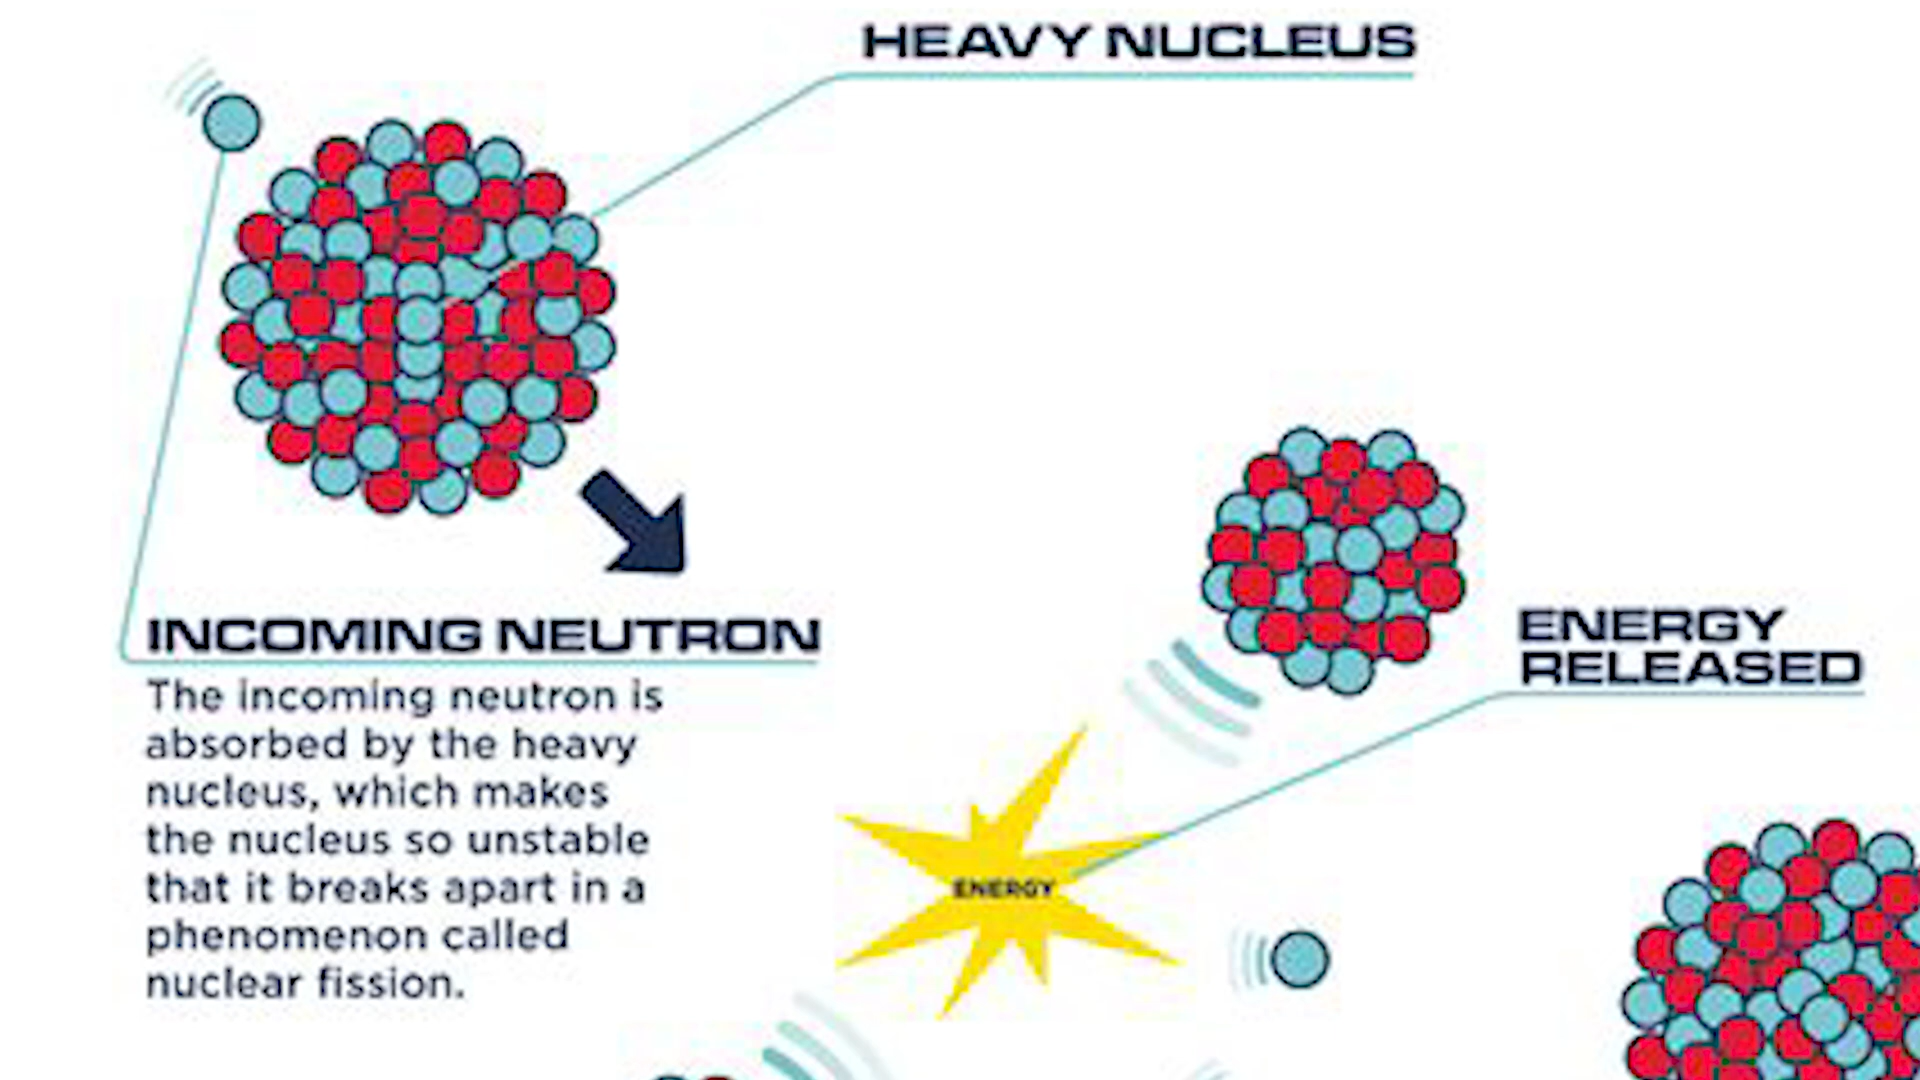 HEAVY NUCLEUS
INCOMING NEUTRON
The incoming neutron is
absorbed by the heavy
nucleus, which makes
the nucleus so unstable
that it breaks apart in a
phenomenon called
nuclear fission.
ENERGY
RELEASED
ENERGY